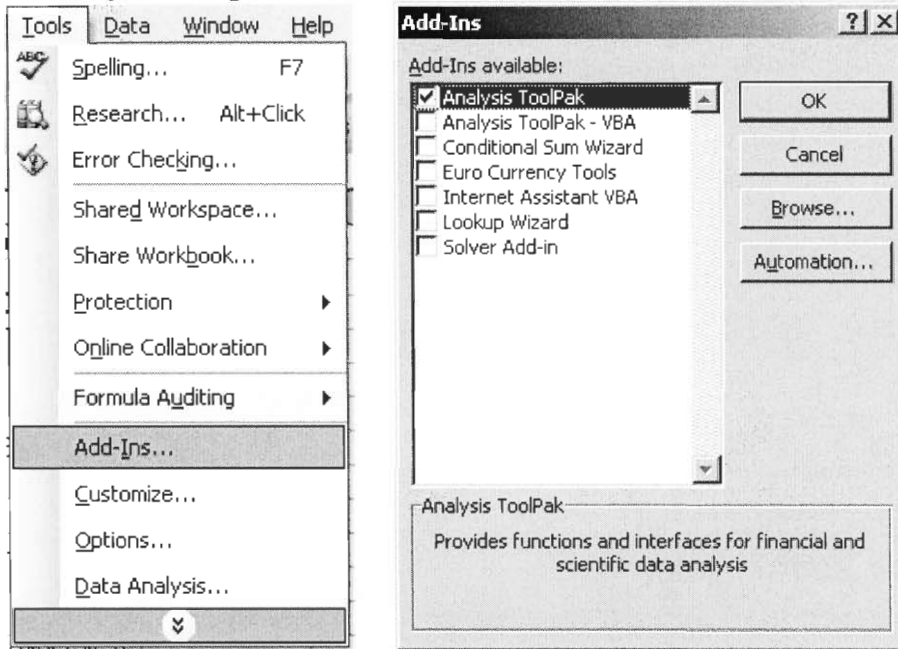 Tools Data Window Help
Spelling... F7
Research... Alt+Click
Error Checking...
Shared Workspace...
Share Workbook...
Protection
Online Collaboration
Formula Auditing
Add-Ins...
Customize...
Options...
Data Analysis...
Add-Ins
Add-Ins available:
Analysis ToolPak
Analysis ToolPak - VBA
Conditional Sum Wizard
Euro Currency Tools
Internet Assistant VBA
Lookup Wizard
Solver Add-in
OK
Cancel
Browse...
Automation...
Analysis ToolPak
Provides functions and interfaces for financial and
scientific data analysis